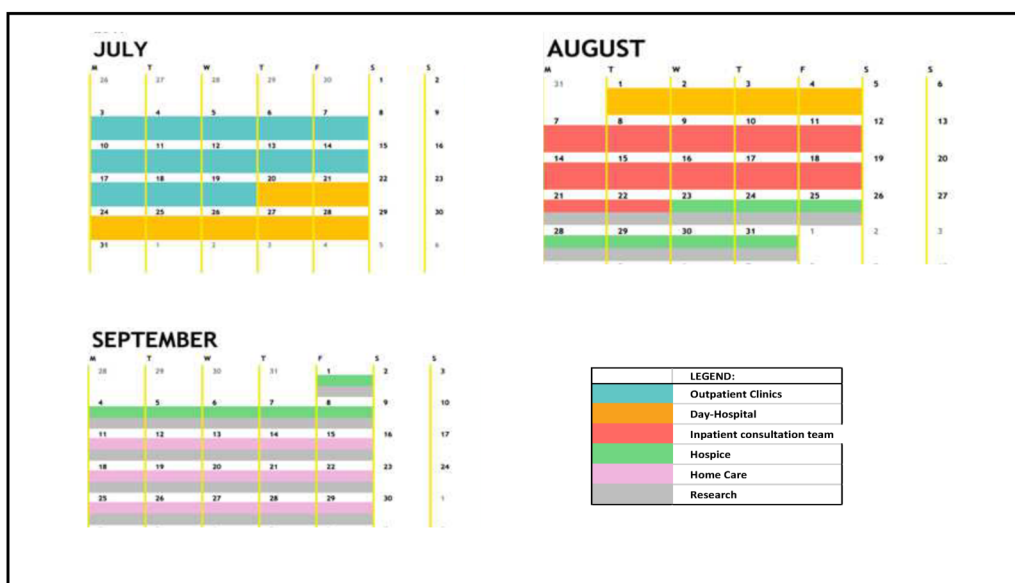 JULY
M T W T F S S
26 27 28 29 30 1 2
3 4 5 6 7 8 9
10 11 12 13 14 15 16
17 18 19 20 21 22 23
24 25 26 27 28 29 30
31 1 2 3 4 5 6
AUGUST
M T W T F S S
31 1 2 3 4 5 6
7 8 9 10 11 12 13
14 15 16 17 18 19 20
21 22 23 24 25 26 27
28 29 30 31 1 2 3
SEPTEMBER
M T W T F S S
28 29 30 31 1 2 3
4 5 6 7 8 9 10
11 12 13 14 15 16 17
18 19 20 21 22 23 24
25 26 27 28 29 30 1
LEGEND:
Outpatient Clinics
Day-Hospital
Inpatient consultation team
Hospice
Home Care
Research